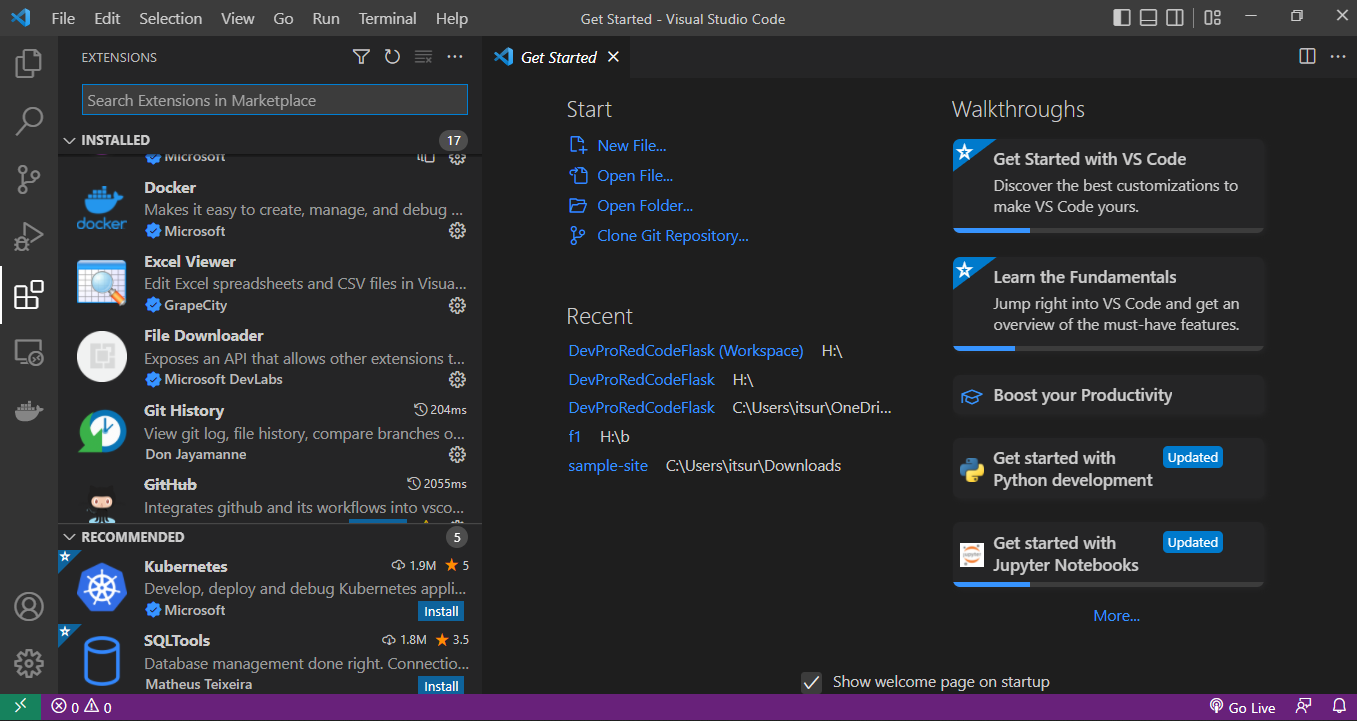 File Edit Selection View Go Run Terminal Help
Get Started - Visual Studio Code
EXTENSIONS
Search Extensions in Marketplace
INSTALLED 17
Microsoft
Docker
Makes it easy to create, manage, and debug ...
docker
Microsoft
Excel Viewer
Edit Excel spreadsheets and CSV files in Visua...
GrapeCity
File Downloader
Exposes an API that allows other extensions t...
Microsoft DevLabs
Git History 204ms
View git log, file history, compare branches o...
Don Jayamanne
GitHub 2055ms
Integrates github and its workflows into vsco...
RECOMMENDED 5
Kubernetes 1.9M 5
Develop, deploy and debug Kubernetes appli...
Microsoft Install
SQLTools 1.8M 3.5
Database management done right. Connectio...
Matheus Teixeira Install
Get Started
Start
New File...
Open File...
Open Folder...
Clone Git Repository...
Recent
DevProRedCodeFlask (Workspace) H:\
DevProRedCodeFlask H:\
DevProRedCodeFlask C:\Users\itsur\OneDri...
f1 H:\b
sample-site C:\Users\itsur\Downloads
Walkthroughs
Get Started with VS Code
Discover the best customizations to
make VS Code yours.
Learn the Fundamentals
Jump right into VS Code and get an
overview of the must-have features.
Boost your Productivity
Get started with Updated
Python development
Get started with Updated
jupyter
Jupyter Notebooks
More...
Show welcome page on startup
0 0
Go Live